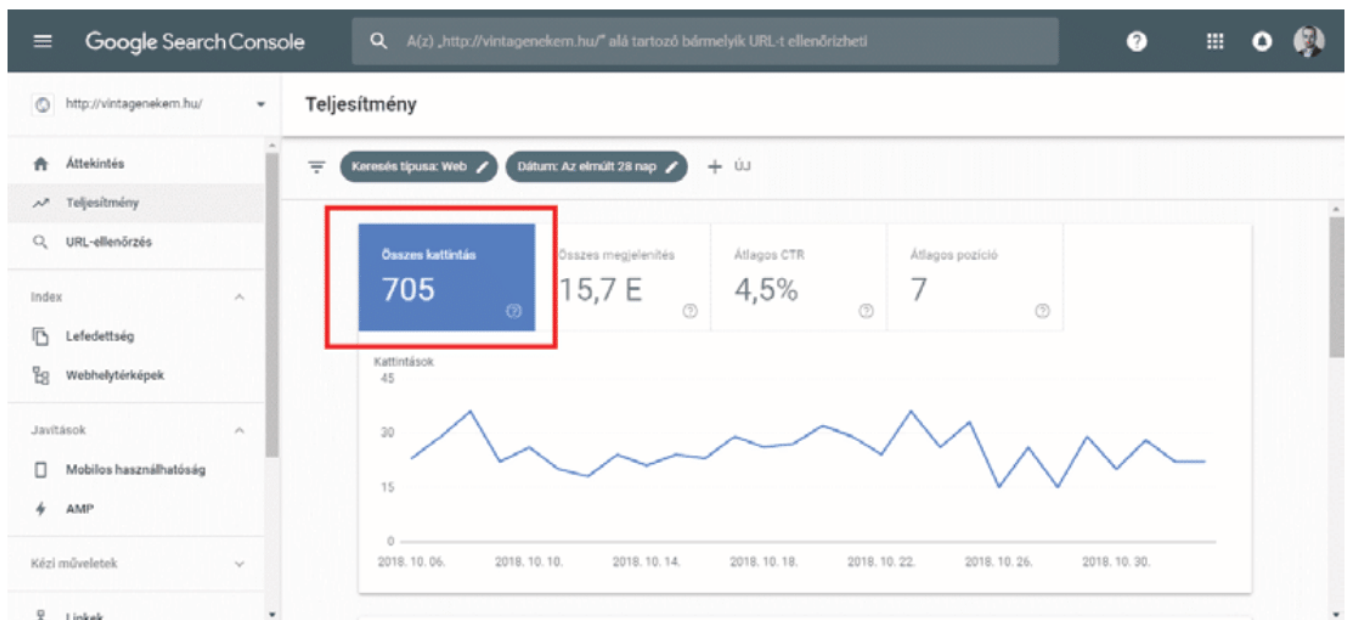 Google Search Console
A(z) „http://vintagenekem.hu/” alá tartozó bármelyik URL-t ellenőrizheti
http://vintagenekem.hu/
Teljesítmény
Áttekintés
Teljesítmény
URL-ellenőrzés
Index
Lefedettség
Webhelytérképek
Javítások
Mobilos használhatóság
AMP
Kézi műveletek
Linkek
Keresés típusa: Web
Dátum: Az elmúlt 28 nap
ÚJ
Összes kattintás
705
Összes megjelenítés
15,7 E
Átlagos CTR
4,5%
Átlagos pozíció
7
Kattintások
45
30
15
0
2018. 10. 06. 2018. 10. 10. 2018. 10. 14. 2018. 10. 18. 2018. 10. 22. 2018. 10. 26. 2018. 10. 30.